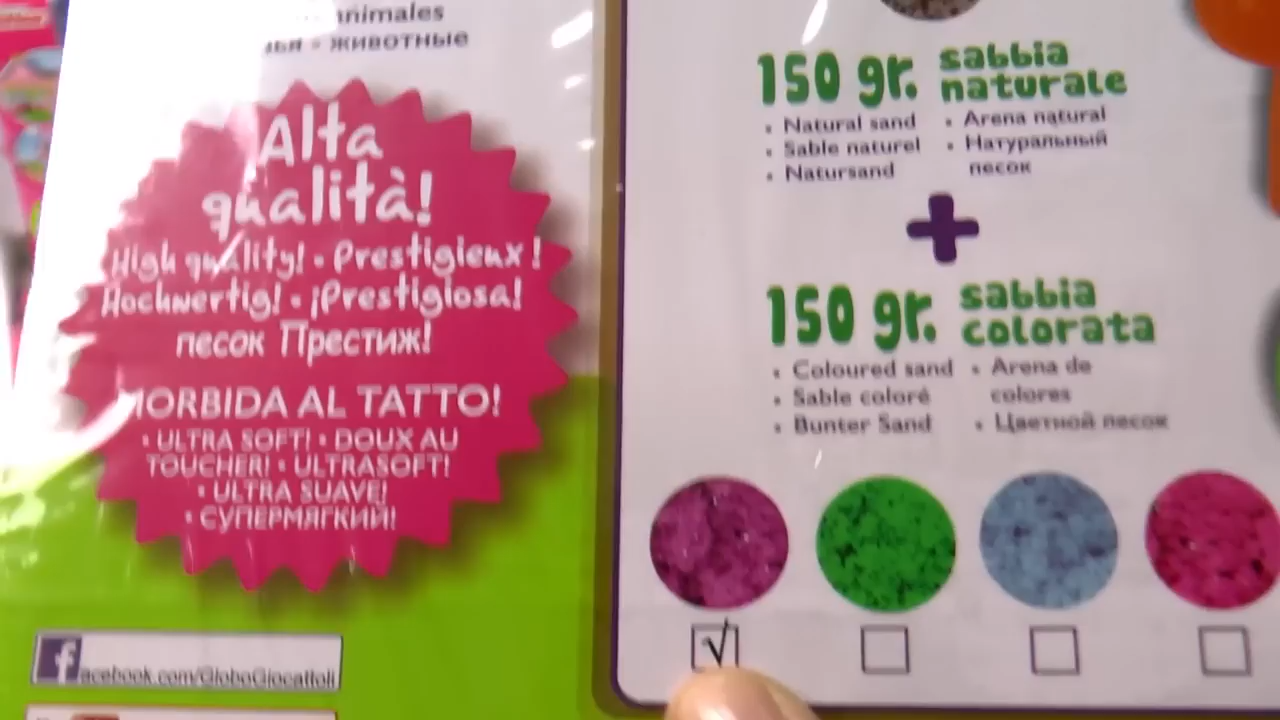 animales
животные
Alta
qualità!
High quality! - Prestigieux!
Hochwertig! - ¡Prestigiosa!
песок Престиж!
MORBIDA AL TATTO!
• ULTRA SOFT! • DOUX AU
TOUCHER! • ULTRASOFT!
• ULTRA SUAVE!
• СУПЕРМЯГКИЙ!
facebook.com/GloboGiocattoli
150 gr. sabbia
naturale
• Natural sand
• Sable naturel
• Natursand
• Arena natural
• Натуральный
песок
+
150 gr. sabbia
colorata
• Coloured sand
• Sable coloré
• Bunter Sand
• Arena de
colores
• Цветной песок